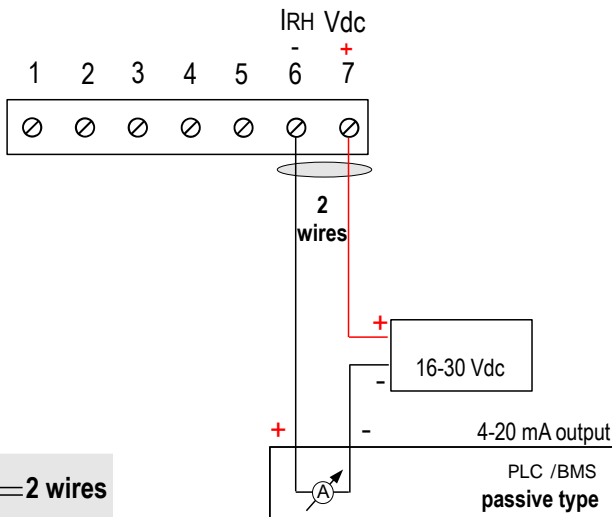 IRH Vdc
- +
1 2 3 4 5 6 7
2
wires
+
16-30 Vdc
-
+ -
4-20 mA output
A
PLC /BMS
passive type
=2 wires